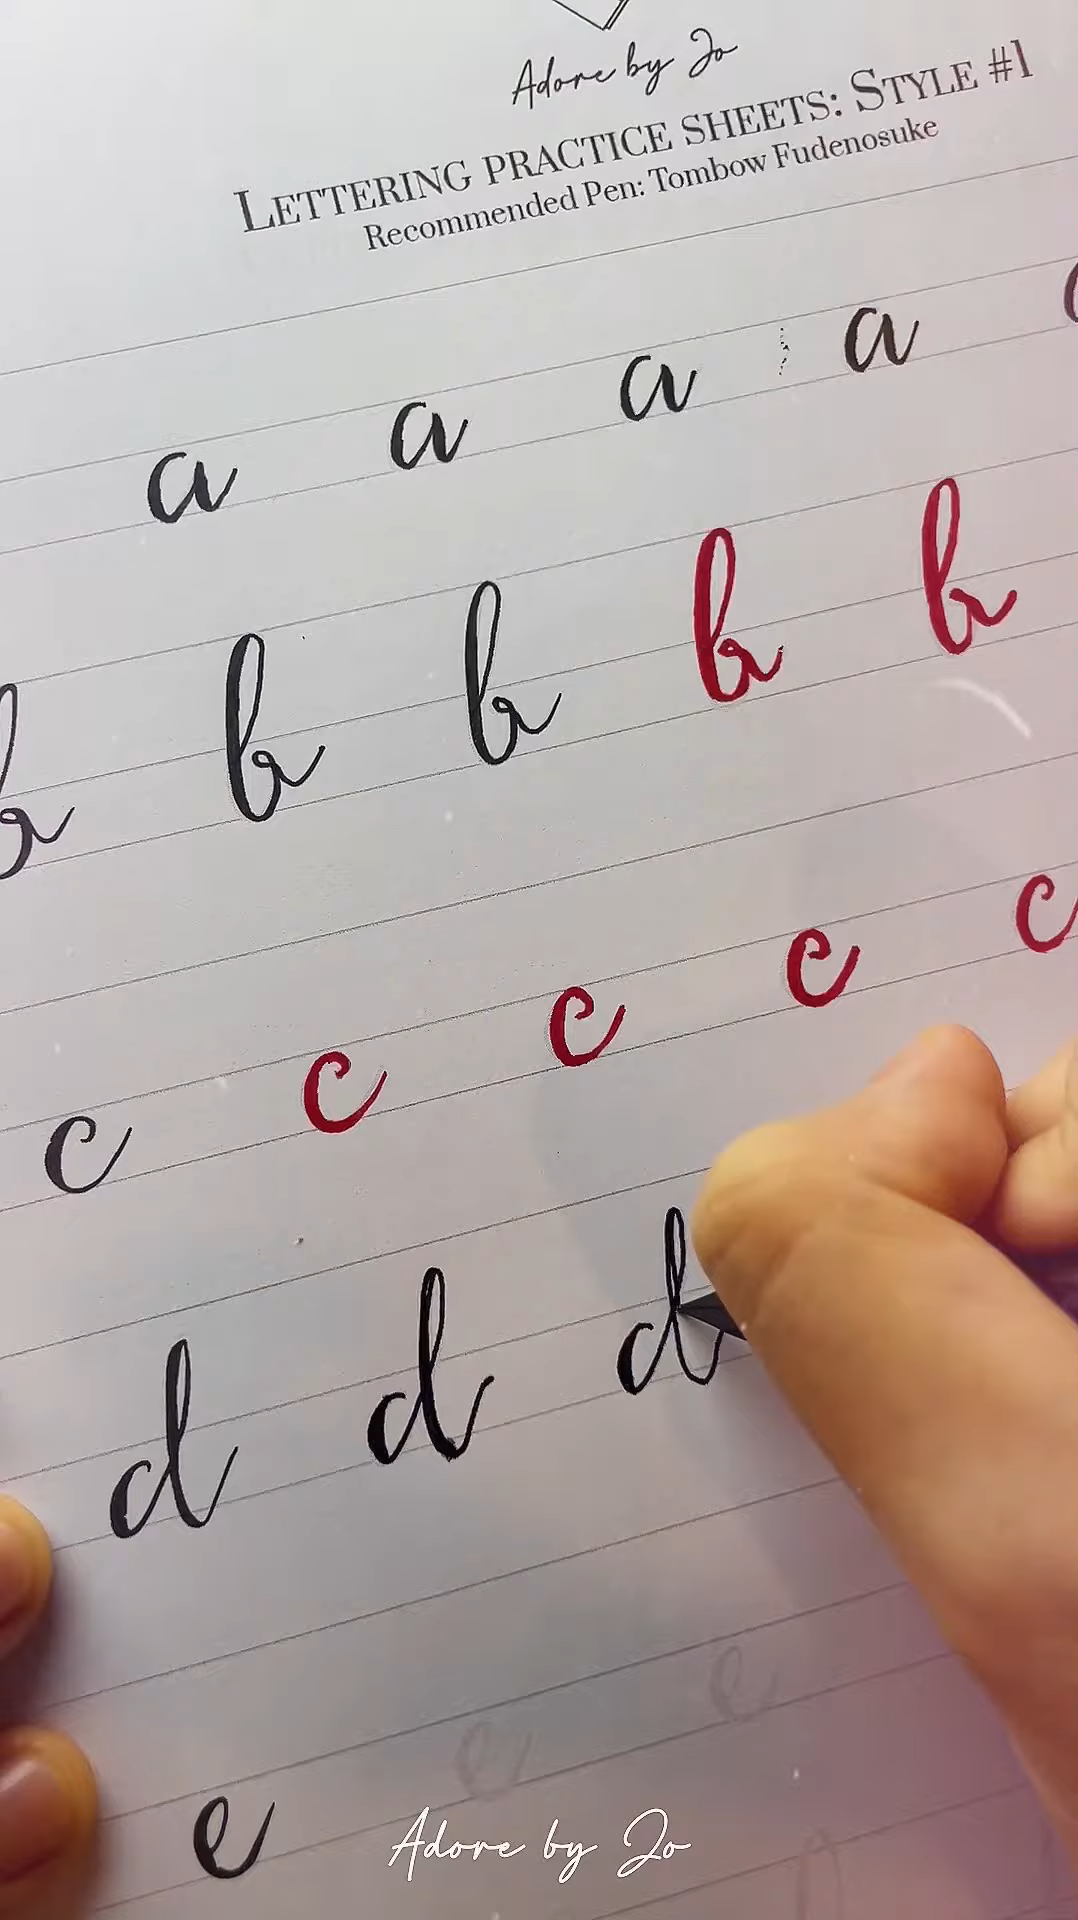 Adore by Jo
LETTERING PRACTICE SHEETS: STYLE #1
Recommended Pen: Tombow Fudenosuke
a a a a a
b b b b b
c c c c c
d d d
e e e
Adore by Jo